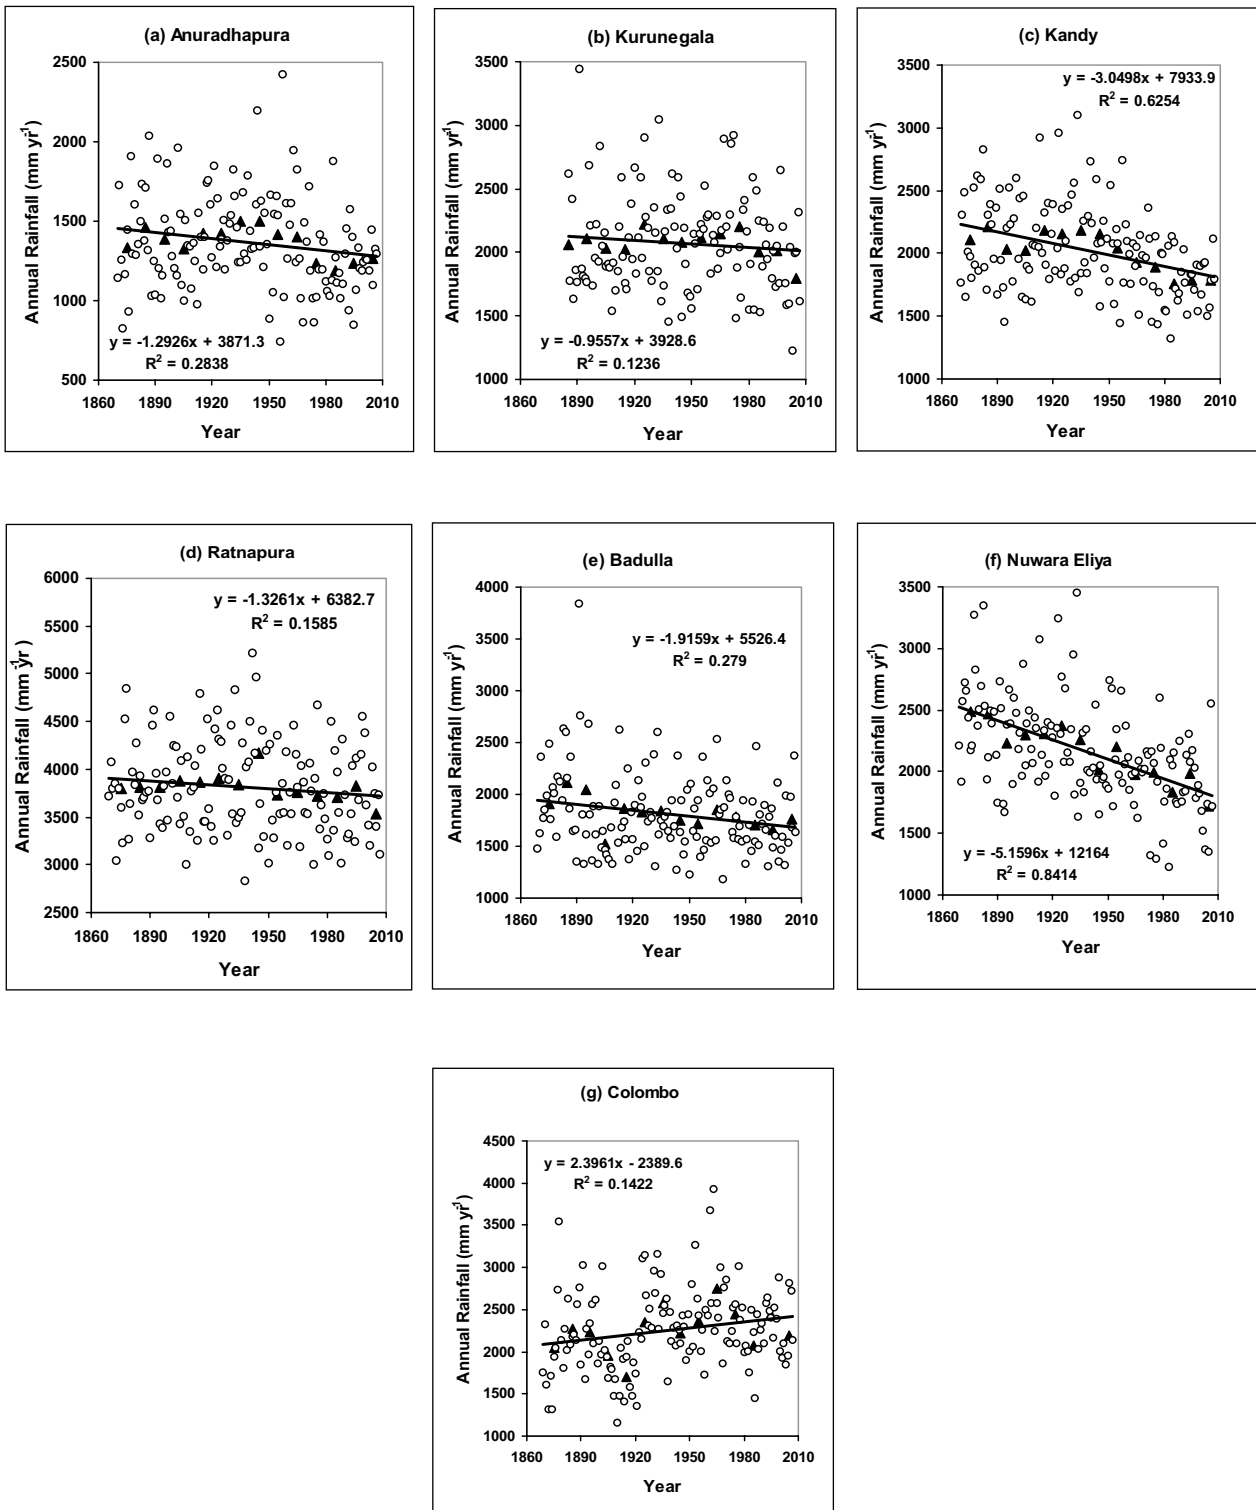 (a) Anuradhapura
2500
2000
1500
1000
500
1860 1890 1920 1950 1980 2010
Annual Rainfall (mm yr-1)
Year
y = -1.2926x + 3871.3
R2 = 0.2838
(b) Kurunegala
3500
3000
2500
2000
1500
1000
1860 1890 1920 1950 1980 2010
Annual Rainfall (mm yr-1)
Year
y = -0.9557x + 3928.6
R2 = 0.1236
(c) Kandy
3500
3000
2500
2000
1500
1000
1860 1890 1920 1950 1980 2010
Annual Rainfall (mm yr-1)
Year
y = -3.0498x + 7933.9
R2 = 0.6254
(d) Ratnapura
6000
5500
5000
4500
4000
3500
3000
2500
1860 1890 1920 1950 1980 2010
Annual Rainfall (mm -1yr )
Year
y = -1.3261x + 6382.7
R2 = 0.1585
(e) Badulla
4000
3500
3000
2500
2000
1500
1000
1860 1890 1920 1950 1980 2010
Annual Rainfall (mm yr-1)
Year
y = -1.9159x + 5526.4
R2 = 0.279
(f) Nuwara Eliya
3500
3000
2500
2000
1500
1000
1860 1890 1920 1950 1980 2010
Annual Rainfall (mm yr-1)
Year
y = -5.1596x + 12164
R2 = 0.8414
(g) Colombo
4500
4000
3500
3000
2500
2000
1500
1000
1860 1890 1920 1950 1980 2010
Annual Rainfall (mm yr-1)
Year
y = 2.3961x - 2389.6
R2 = 0.1422